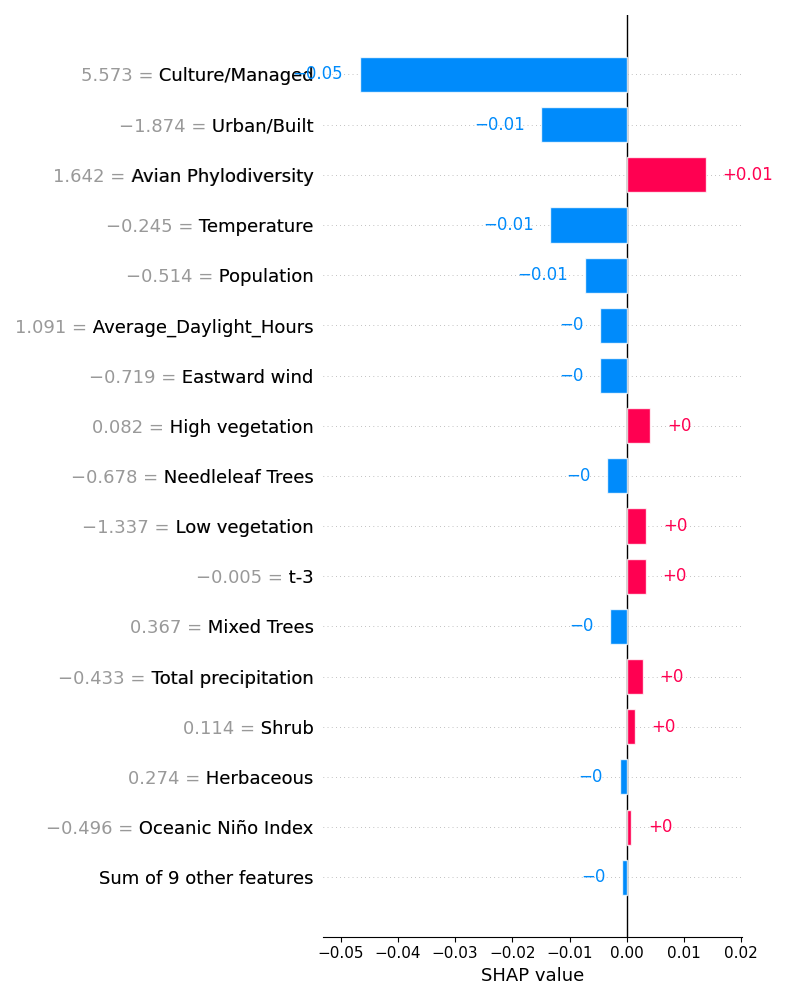 5.573 = Culture/Managed −0.05
−1.874 = Urban/Built −0.01
1.642 = Avian Phylodiversity +0.01
−0.245 = Temperature −0.01
−0.514 = Population −0.01
1.091 = Average_Daylight_Hours −0
−0.719 = Eastward wind −0
0.082 = High vegetation +0
−0.678 = Needleleaf Trees −0
−1.337 = Low vegetation +0
−0.005 = t-3 +0
0.367 = Mixed Trees −0
−0.433 = Total precipitation +0
0.114 = Shrub +0
0.274 = Herbaceous −0
−0.496 = Oceanic Niño Index +0
Sum of 9 other features −0
−0.05 −0.04 −0.03 −0.02 −0.01 0.00 0.01 0.02
SHAP value